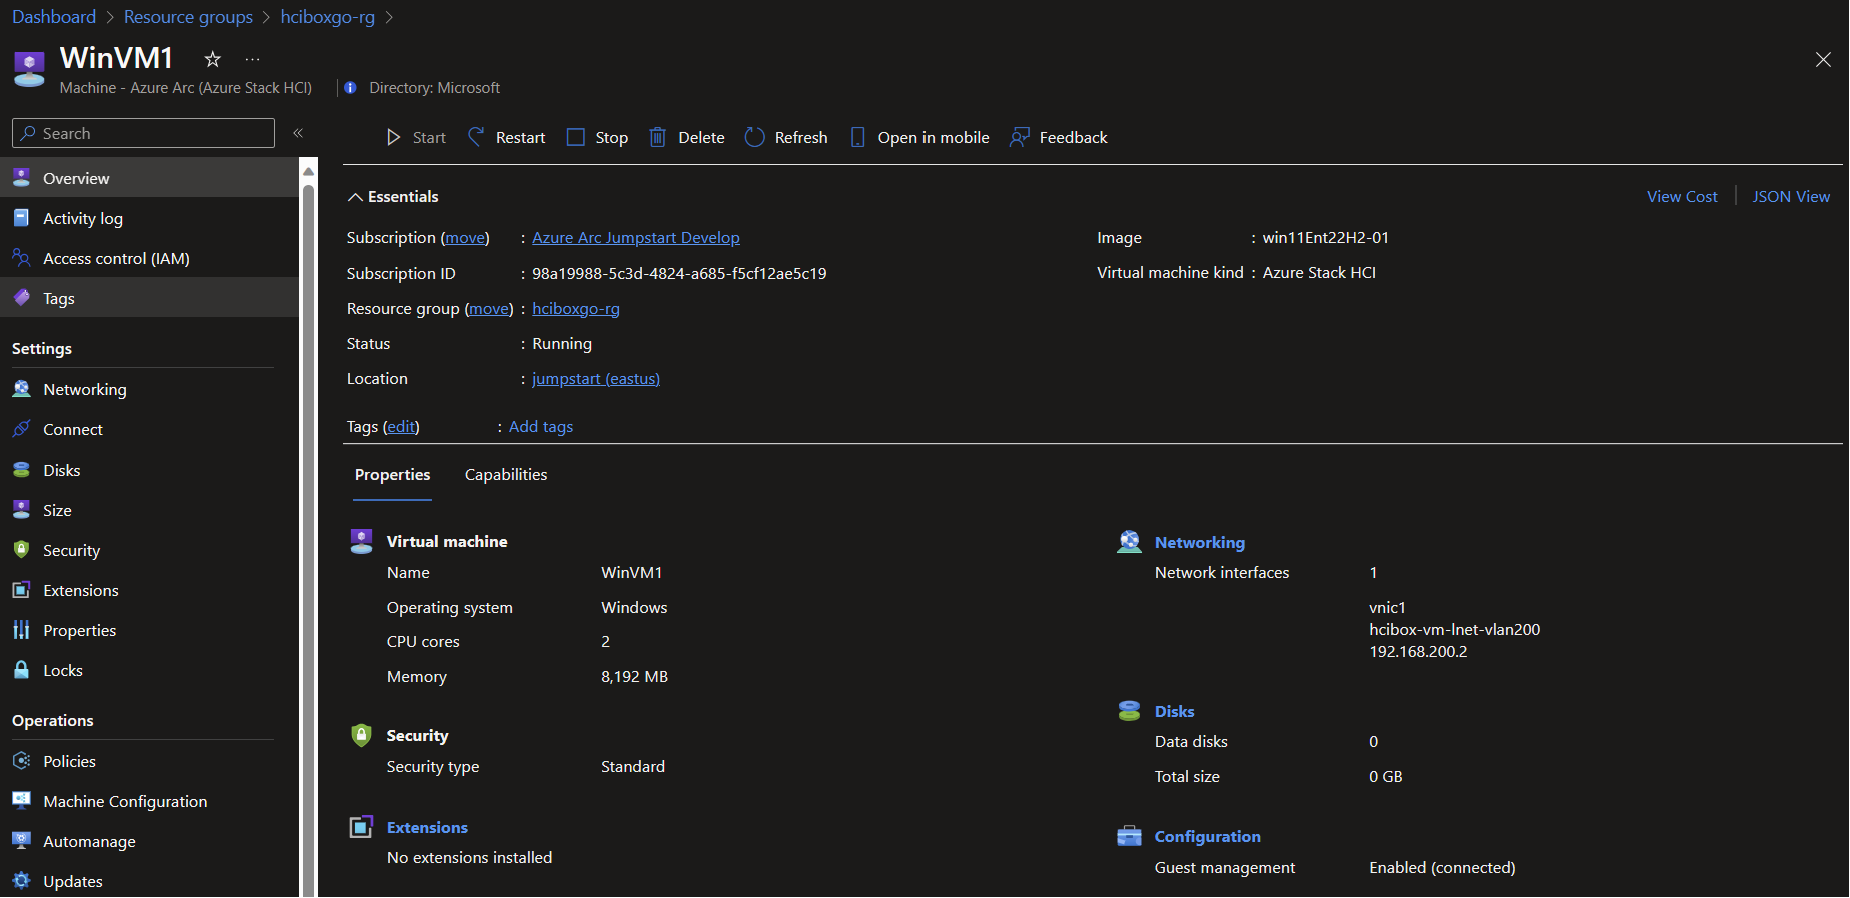 Dashboard > Resource groups > hciboxgo-rg >
WinVM1
Machine - Azure Arc (Azure Stack HCI)
Directory: Microsoft
Search
Start Restart Stop Delete Refresh Open in mobile Feedback
Overview
Activity log
Access control (IAM)
Tags
Settings
Networking
Connect
Disks
Size
Security
Extensions
Properties
Locks
Operations
Policies
Machine Configuration
Automanage
Updates
Essentials
View Cost
JSON View
Subscription (move) : Azure Arc Jumpstart Develop
Subscription ID : 98a19988-5c3d-4824-a685-f5cf12ae5c19
Resource group (move) : hciboxgo-rg
Status : Running
Location : jumpstart (eastus)
Image : win11Ent22H2-01
Virtual machine kind : Azure Stack HCI
Tags (edit) : Add tags
Properties Capabilities
Virtual machine
Name WinVM1
Operating system Windows
CPU cores 2
Memory 8,192 MB
Security
Security type Standard
Extensions
No extensions installed
Networking
Network interfaces 1
vnic1
hcibox-vm-lnet-vlan200
192.168.200.2
Disks
Data disks 0
Total size 0 GB
Configuration
Guest management Enabled (connected)